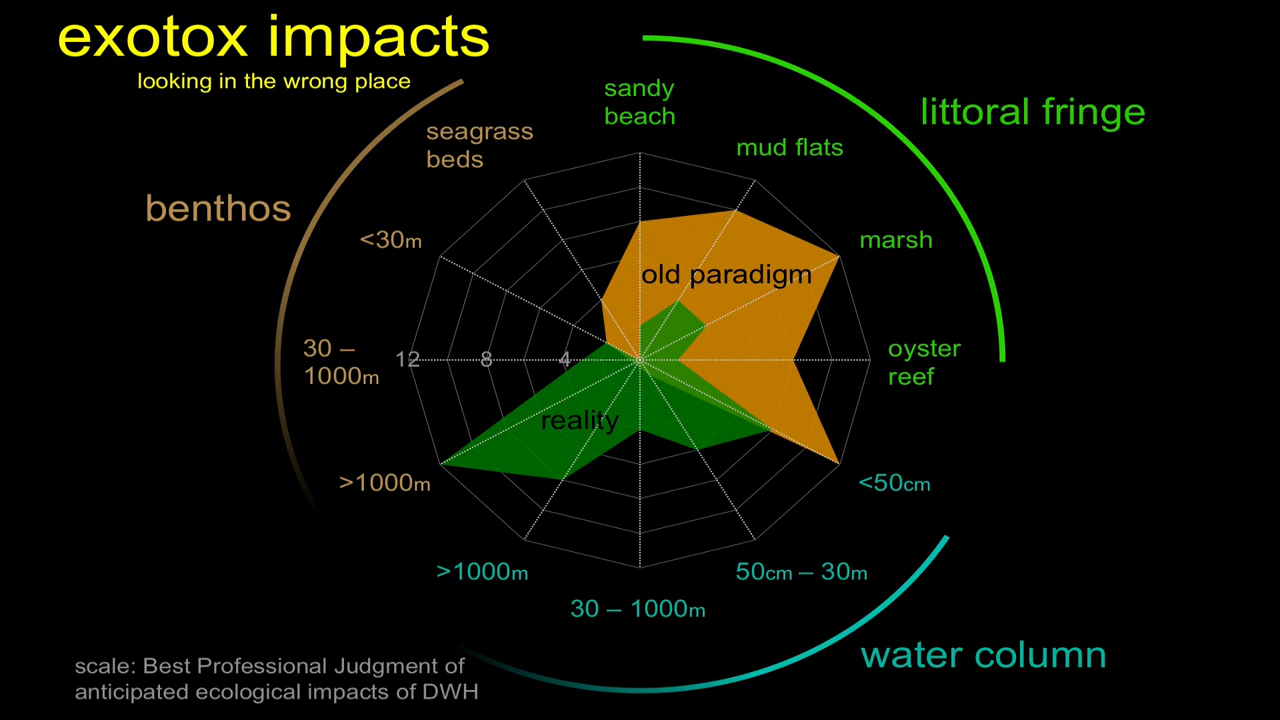 exotox impacts
looking in the wrong place
sandy
beach
littoral fringe
seagrass
beds
mud flats
benthos
<30m
marsh
old paradigm
30 –
1000m
12
8
4
oyster
reef
reality
>1000m
<50cm
>1000m
50cm – 30m
30 – 1000m
water column
scale: Best Professional Judgment of
anticipated ecological impacts of DWH